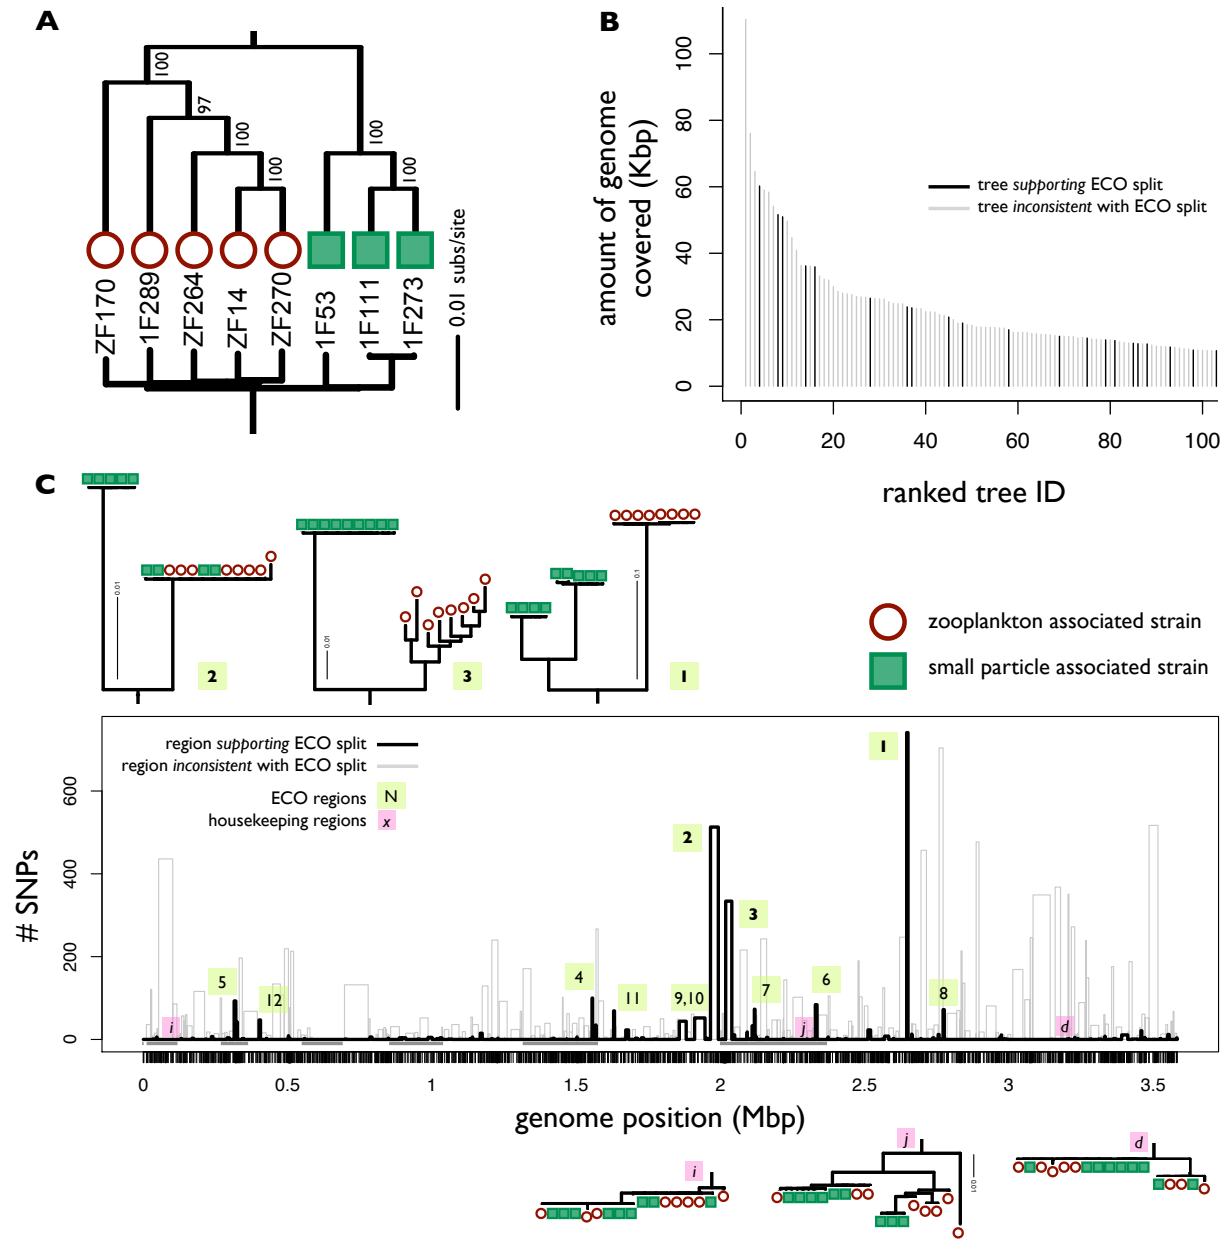 A
100
97
100
100
100
100
ZF170
1F289
ZF264
ZF14
ZF270
1F53
1F111
1F273
0.01 subs/site
B
amount of genome
covered (Kbp)
100
80
60
40
20
0
tree supporting ECO split
tree inconsistent with ECO split
0 20 40 60 80 100
ranked tree ID
C
0.01
2
0.01
3
0.1
1
zooplankton associated strain
small particle associated strain
region supporting ECO split
region inconsistent with ECO split
ECO regions N
housekeeping regions x
# SNPs
600
400
200
0
5
i
12
4
11
9,10
2
3
7
6
j
1
8
d
0 0.5 1 1.5 2 2.5 3 3.5
genome position (Mbp)
i
j
0.01
d